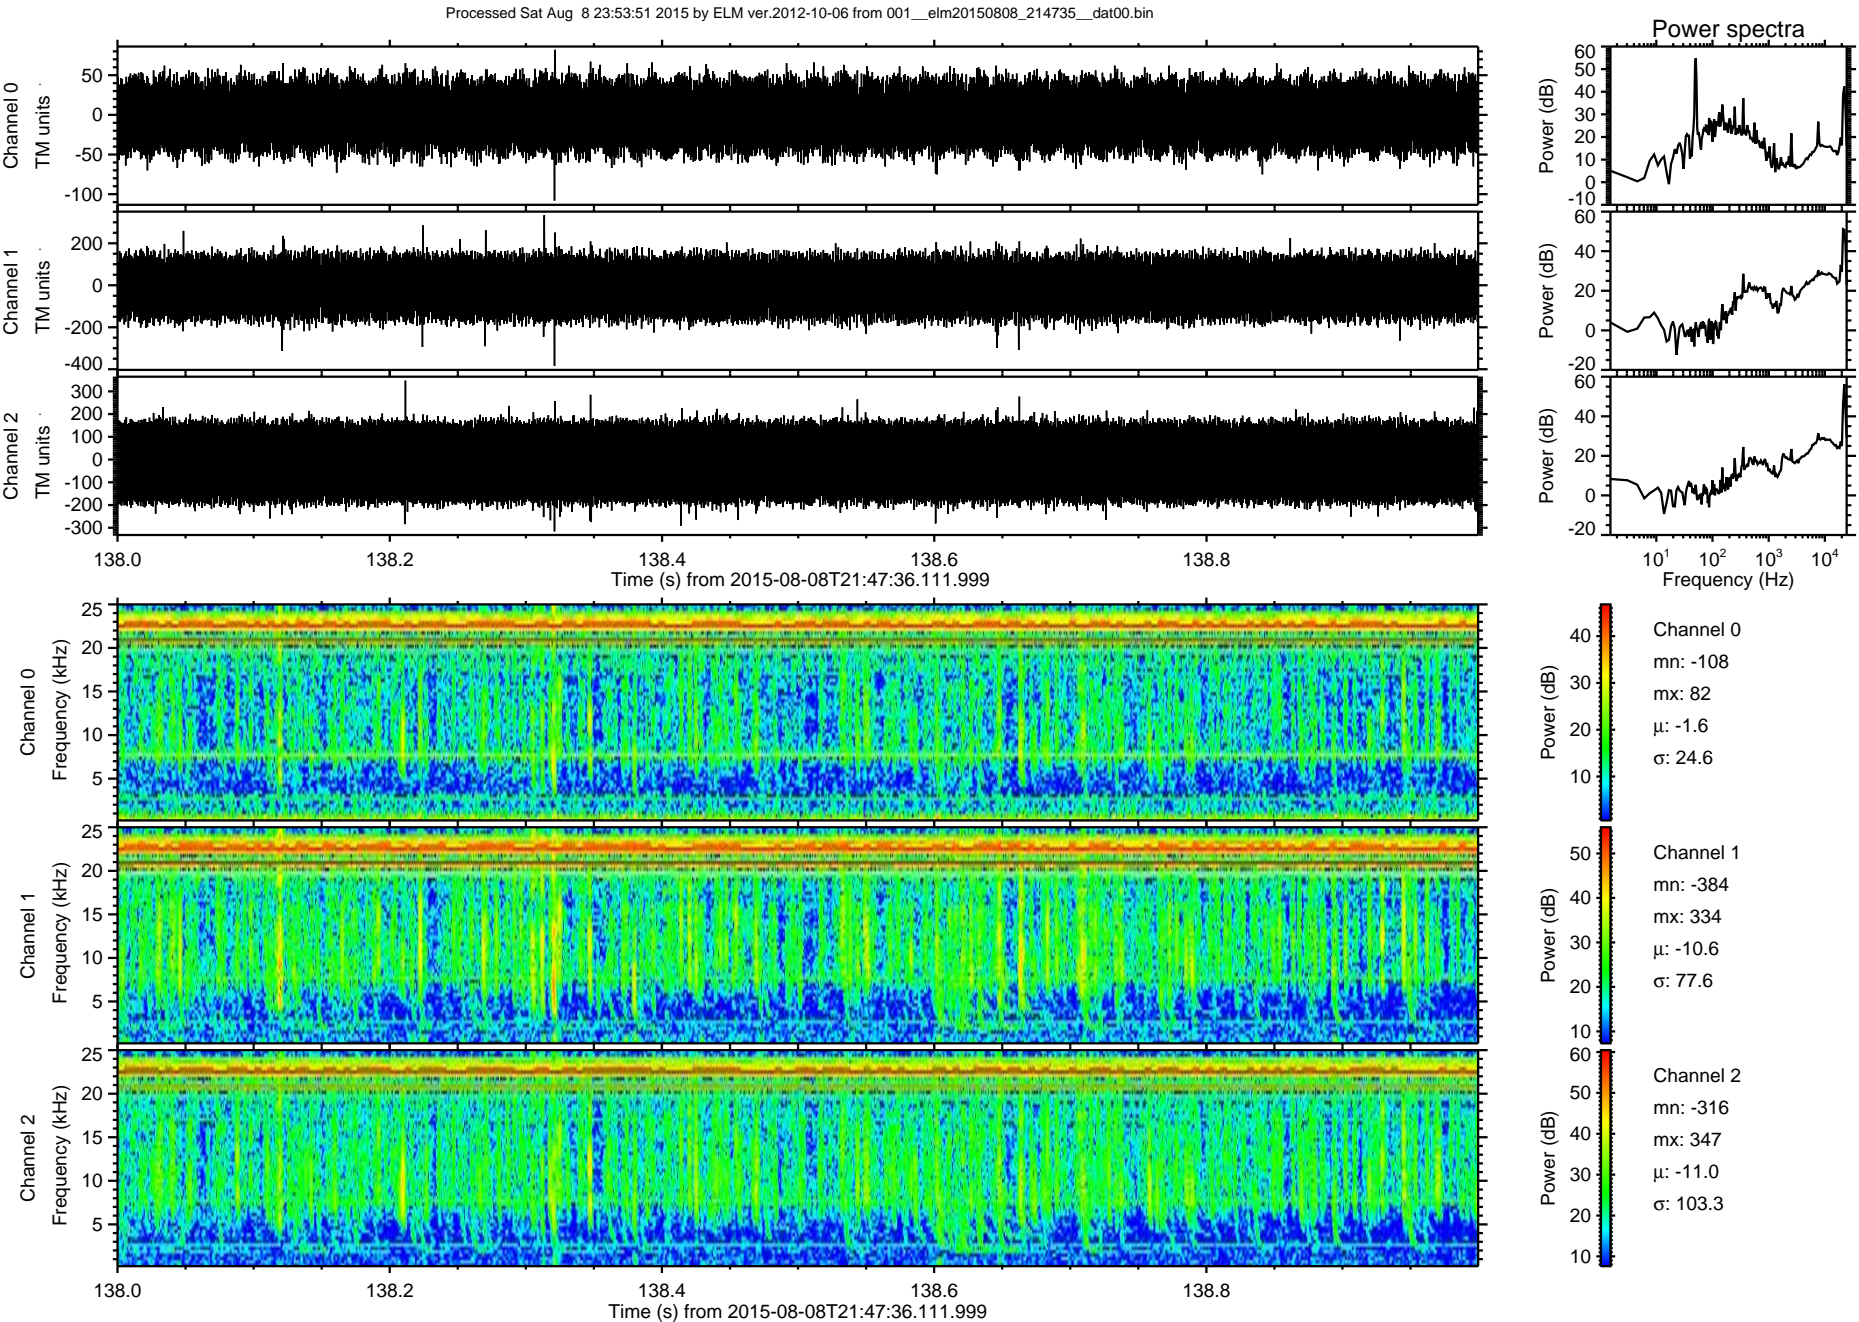 Processed Sat Aug  8 23:53:51 2015 by ELM ver.2012-10-06 from 001__elm20150808_214735__dat00.bin
Power spectra
Channel 0
TM units
50
0
-50
-100
Power (dB)
60
50
40
30
20
10
0
-10
Channel 1
TM units
200
0
-200
-400
Power (dB)
60
40
20
0
-20
Channel 2
TM units
300
200
100
0
-100
-200
-300
Power (dB)
60
40
20
0
-20
138.0 138.2 138.4 138.6 138.8
Time (s) from 2015-08-08T21:47:36.111.999
10¹ 10² 10³ 10⁴
Frequency (Hz)
Channel 0
Frequency (kHz)
25
20
15
10
5
Power (dB)
40
30
20
10
Channel 0
mn: -108
mx: 82
µ: -1.6
σ: 24.6
Channel 1
Frequency (kHz)
25
20
15
10
5
Power (dB)
50
40
30
20
10
Channel 1
mn: -384
mx: 334
µ: -10.6
σ: 77.6
Channel 2
Frequency (kHz)
25
20
15
10
5
Power (dB)
60
50
40
30
20
10
Channel 2
mn: -316
mx: 347
µ: -11.0
σ: 103.3
138.0 138.2 138.4 138.6 138.8
Time (s) from 2015-08-08T21:47:36.111.999